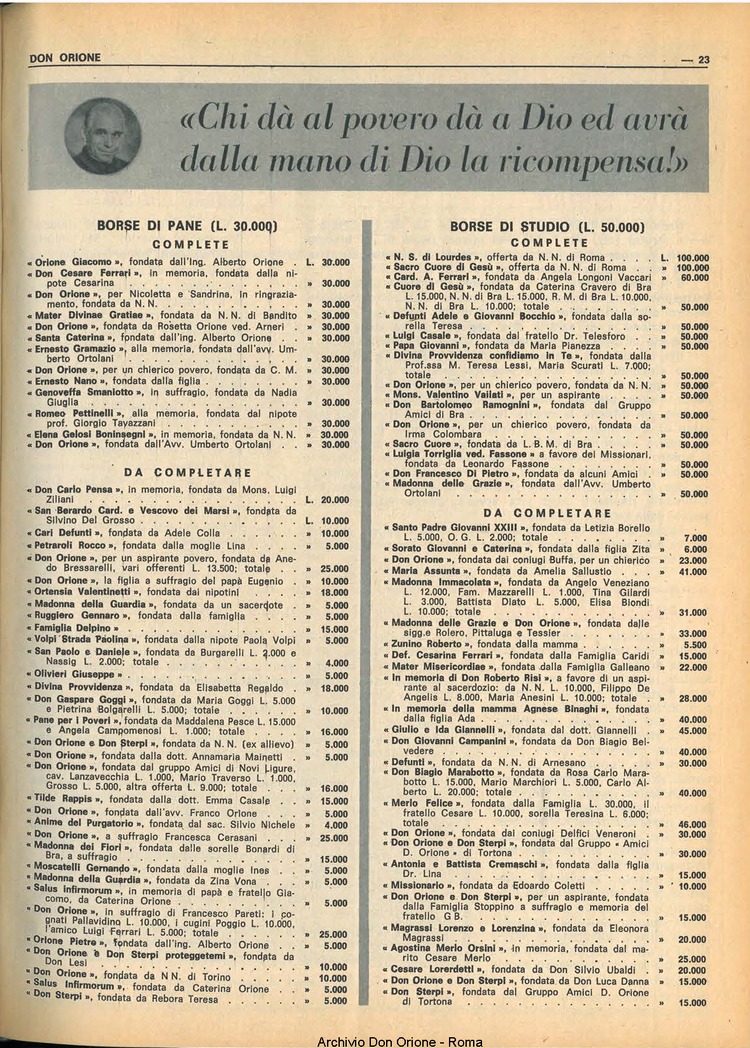 DON ORIONE
— 23
«Chi dà al povero dà a Dio ed avrà
dalla mano di Dio la ricompensa!»
BORSE DI PANE (L. 30.000)
COMPLETE
« Orione Giacomo », fondata dall'Ing. Alberto Orione . L. 30.000
« Don Cesare Ferrari », in memoria, fondata dalla ni-
pote Cesarina . . . . . . . . . . . . » 30.000
« Don Orione », per Nicoletta e Sandrina, in ringrazia-
mento, fondata da N. N. . . . . . . . . . » 30.000
« Mater Divinae Gratiae », fondata da N. N. di Bandito » 30.000
« Don Orione », fondata da Rosetta Orione ved. Arneri . » 30.000
« Santa Caterina », fondata dall'ing. Alberto Orione . . » 30.000
« Ernesto Gramazio », alla memoria, fondata dall'avv. Um-
berto Ortolani . . . . . . . . . . . . » 30.000
« Don Orione », per un chierico povero, fondata da C. M. » 30.000
« Ernesto Nano », fondata dalla figlia . . . . . . » 30.000
« Genoveffa Smaniotto », in suffragio, fondata da Nadia
Giuglia . . . . . . . . . . . . . . » 30.000
« Romeo Pettinelli », alla memoria, fondata dal nipote
prof. Giorgio Tavazzani . . . . . . . . . » 30.000
« Elena Gelosi Boninsegni », in memoria, fondata da N. N. » 30.000
« Don Orione », fondata dall'Avv. Umberto Ortolani . . » 30.000
DA COMPLETARE
« Don Carlo Pensa », in memoria, fondata da Mons. Luigi
Ziliani . . . . . . . . . . . . . . L. 20.000
« San Berardo Card. e Vescovo dei Marsi », fondata da
Silvino Del Grosso . . . . . . . . . . . L. 10.000
« Cari Defunti », fondata da Adele Colla . . . . . » 10.000
« Petraroli Rocco », fondata dalla moglie Lina . . . . » 5.000
« Don Orione », per un aspirante povero, fondata da Ane-
do Bressarelli, vari offerenti L. 13.500; totale . . . » 25.000
« Don Orione », la figlia a suffragio del papà Eugenio . » 10.000
« Ortensia Valentinetti », fondata dai nipotini . . . . » 18.000
« Madonna della Guardia », fondata da un sacerdote . . » 5.000
« Ruggiero Gennaro », fondata dalla famiglia . . . . » 5.000
« Famiglia Delpino » . . . . . . . . . . . » 15.000
« Volpi Strada Paolina », fondata dalla nipote Paola Volpi » 5.000
« San Paolo e Daniele », fondata da Burgarelli L. 2.000 e
Nassig L. 2.000; totale . . . . . . . . . » 4.000
« Olivieri Giuseppe » . . . . . . . . . . . » 5.000
« Divina Provvidenza », fondata da Elisabetta Regaldo . » 18.000
« Don Gaspare Goggi », fondata da Maria Goggi L. 5.000
e Pietrina Bolgarelli L. 5.000; totale . . . . . . » 10.000
« Pane per i Poveri », fondata da Maddalena Pesce L. 15.000
e Angela Campomenosi L. 1.000; totale . . . . . » 16.000
« Don Orione e Don Sterpi », fondata da N. N. (ex allievo) » 5.000
« Don Orione », fondata dalla dott. Annamaria Mainetti . » 5.000
« Don Orione », fondata dal gruppo Amici di Novi Ligure,
cav. Lanzavecchia L. 1.000, Mario Traverso L. 1.000,
Grosso L. 5.000, altra offerta L. 9.000; totale . . . » 16.000
« Tilde Rappis », fondata dalla dott. Emma Casale . . » 15.000
« Don Orione », fondata dall'avv. Franco Orione . . . » 5.000
« Anime del Purgatorio », fondata dal sac. Silvio Nichele » 4.000
« Don Orione », a suffragio Francesca Cerasani . . . » 25.000
« Madonna dei Fiori », fondata dalle sorelle Bonardi di
Bra, a suffragio . . . . . . . . . . . . » 15.000
« Moscatelli Gernando », fondata dalla moglie Ines . . » 5.000
« Madonna della Guardia », fondata da Zina Vona . . » 5.000
« Salus Infirmorum », in memoria di papà e fratello Gia-
como, da Caterina Orione . . . . . . . . . » 5.000
« Don Orione », in suffragio di Francesco Pareti: i co-
gnati Pallavidino L. 10.000, i cugini Poggio L. 10.000,
l'amico Luigi Ferrari L. 5.000; totale . . . . . . » 25.000
« Orione Pietro », fondata dall'ing. Alberto Orione . . » 5.000
« Don Orione e Don Sterpi proteggetemi », fondata da
Don Lesi . . . . . . . . . . . . . . » 10.000
« Don Orione », fondata da N N. di Torino . . . . » 10.000
« Salus Infirmorum », fondata da Caterina Orione . . . » 5.000
« Don Sterpi », fondata da Rebora Teresa . . . . . » 5.000
BORSE DI STUDIO (L. 50.000)
COMPLETE
« N. S. di Lourdes », offerta da N. N. di Roma . . . L. 100.000
« Sacro Cuore di Gesù », offerta da N. N. di Roma . . » 100.000
« Card. A. Ferrari », fondata da Angela Longoni Vaccari » 60.000
« Cuore di Gesù », fondata da Caterina Cravero di Bra
L. 15.000, N. N. di Bra L. 15.000, R. M. di Bra L. 10.000,
N. N. di Bra L. 10.000; totale . . . . . . . . » 50.000
« Defunti Adele e Giovanni Bocchio », fondata dalla so-
rella Teresa . . . . . . . . . . . . . » 50.000
« Luigi Casale », fondata dal fratello Dr. Telesforo . . » 50.000
« Papa Giovanni », fondata da Maria Pianezza . . . » 50.000
« Divina Provvidenza confidiamo in Te », fondata dalla
Prof.ssa M. Teresa Lessi, Maria Scurati L. 7.000;
totale . . . . . . . . . . . . . . . » 50.000
« Don Orione », per un chierico povero, fondata da N. N. » 50.000
« Mons. Valentino Vailati », per un aspirante . . . . » 50.000
« Don Bartolomeo Ramognini », fondata dal Gruppo
Amici di Bra . . . . . . . . . . . . . » 50.000
« Don Orione », per un chierico povero, fondata da
Irma Colombara . . . . . . . . . . . . » 50.000
« Sacro Cuore », fondata da L. B. M. di Bra . . . . » 50.000
« Luigia Torriglia ved. Fassone » a favore dei Missionari,
fondata da Leonardo Fassone . . . . . . . . » 50.000
« Don Francesco Di Pietro », fondata da alcuni Amici . » 50.000
« Madonna delle Grazie », fondata dall'Avv. Umberto
Ortolani . . . . . . . . . . . . . . » 50.000
DA COMPLETARE
« Santo Padre Giovanni XXIII », fondata da Letizia Borello
L. 5.000, O. G. L. 2.000; totale . . . . . . . » 7.000
« Sorato Giovanni e Caterina », fondata dalla figlia Zita . » 6.000
« Don Orione », fondata dai coniugi Buffa, per un chierico » 23.000
« Maria Assunta », fondata da Amelia Sallustio . . . » 41.000
« Madonna Immacolata », fondata da Angelo Veneziano
L. 12.000, Fam. Mazzarelli L. 1.000, Tina Gilardi
L. 3.000, Battista Diato L. 5.000, Elisa Biondi
L. 10.000; totale . . . . . . . . . . . . » 31.000
« Madonna delle Grazie e Don Orione », fondata dalle
sigg.e Rolero, Pittaluga e Tessier . . . . . . . » 33.000
« Zunino Roberto », fondata dalla mamma . . . . . » 5.500
« Def. Cesarina Ferrari », fondata dalla Famiglia Caridi » 15.000
« Mater Misericordiae », fondata dalla Famiglia Galleano » 22.000
« In memoria di Don Roberto Risi », a favore di un aspi-
rante al sacerdozio: da N. N. L. 10.000, Filippo De
Angelis L. 8.000, Maria Anesini L. 10.000; totale . » 28.000
« In memoria della mamma Agnese Binaghi », fondata
dalla figlia Ada . . . . . . . . . . . . » 40.000
« Giulio e Ida Giannelli », fondata dal dott. Giannelli . » 45.000
« Don Giovanni Campanini », fondata da Don Biagio Bel-
vedere . . . . . . . . . . . . . . » 40.000
« Defunti », fondata da N. N. di Arnesano . . . . . » 30.000
« Don Biagio Marabotto », fondata da Rosa Carlo Mara-
botto L. 15.000, Mario Marchiori L. 5.000, Carlo Al-
berto L. 20.000; totale . . . . . . . . . . » 40.000
« Merlo Felice », fondata dalla Famiglia L. 30.000, il
fratello Cesare L. 10.000, sorella Teresina L. 6.000;
totale . . . . . . . . . . . . . . . » 46.000
« Don Orione », fondata dai coniugi Delfici Veneroni . » 30.000
« Don Orione e Don Sterpi », fondata dal Gruppo « Amici
D. Orione » di Tortona . . . . . . . . . . » 30.000
« Antonia e Battista Cremaschi », fondata dalla figlia
Dr. Lina . . . . . . . . . . . . . . » 15.000
« Missionario », fondata da Edoardo Coletti . . . . » 10.000
« Don Orione e Don Sterpi », per un aspirante, fondata
dalla Famiglia Stoppino a suffragio e memoria del
fratello G B. . . . . . . . . . . . . . » 15.000
« Magrassi Lorenzo e Lorenzina », fondata da Eleonora
Magrassi . . . . . . . . . . . . . . » 20.000
« Agostina Merlo Orsini », in memoria, fondata dal ma-
rito Cesare Merlo . . . . . . . . . . . » 25.000
« Cesare Lorerdetti », fondata da Don Silvio Ubaldi . » 20.000
« Don Orione e Don Sterpi », fondata da Don Luca Danna » 15.000
« Don Sterpi », fondata dal Gruppo Amici D. Orione
di Tortona . . . . . . . . . . . . . . » 15.000
Archivio Don Orione - Roma